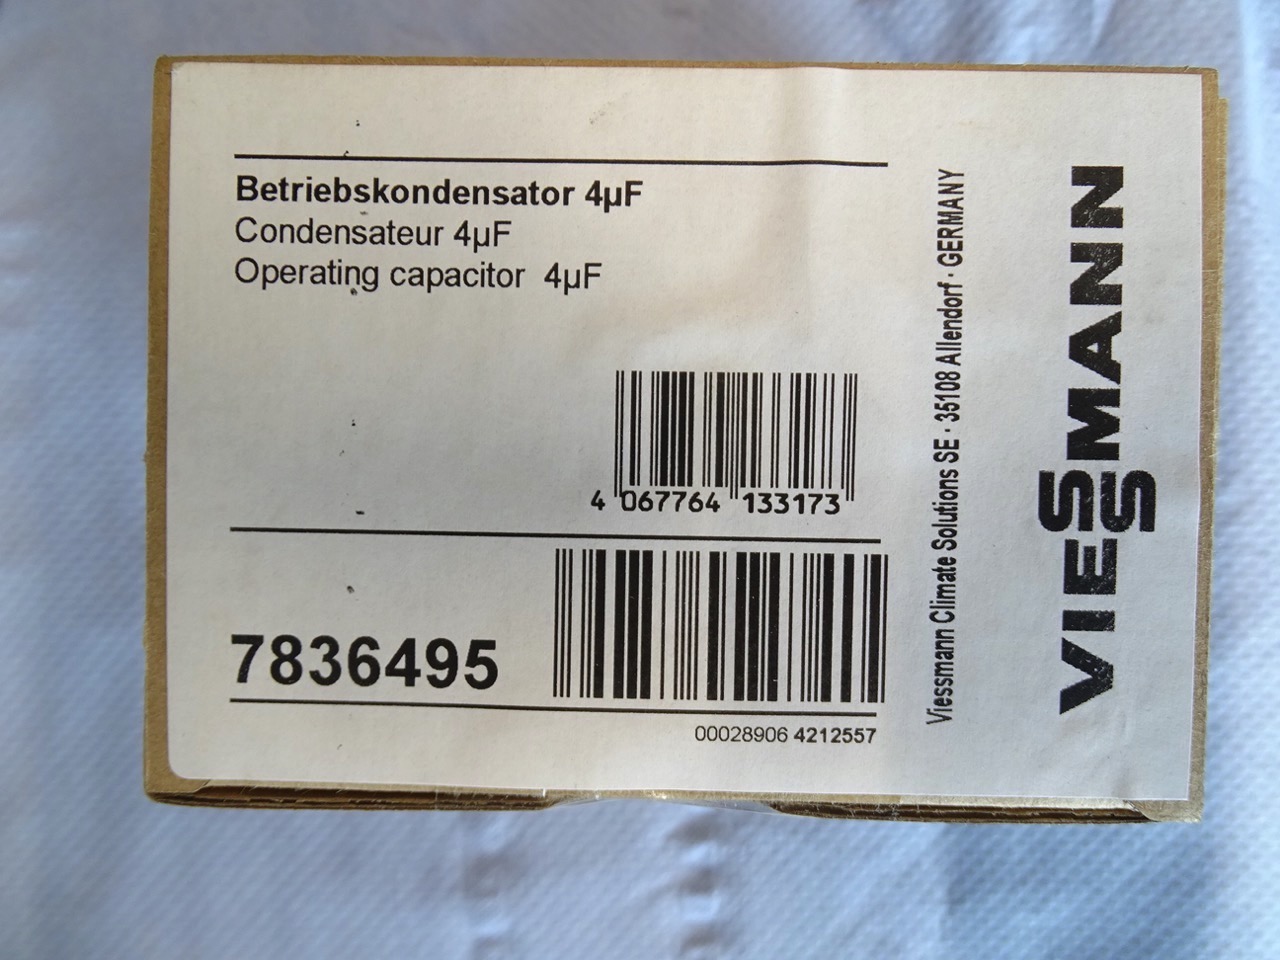 Betriebskondensator 4µF
Condensateur 4µF
Operating capacitor 4µF
4 067764 133173
7836495
00028906 4212557
Viessmann Climate Solutions SE · 35108 Allendorf · GERMANY
VIESSMANN